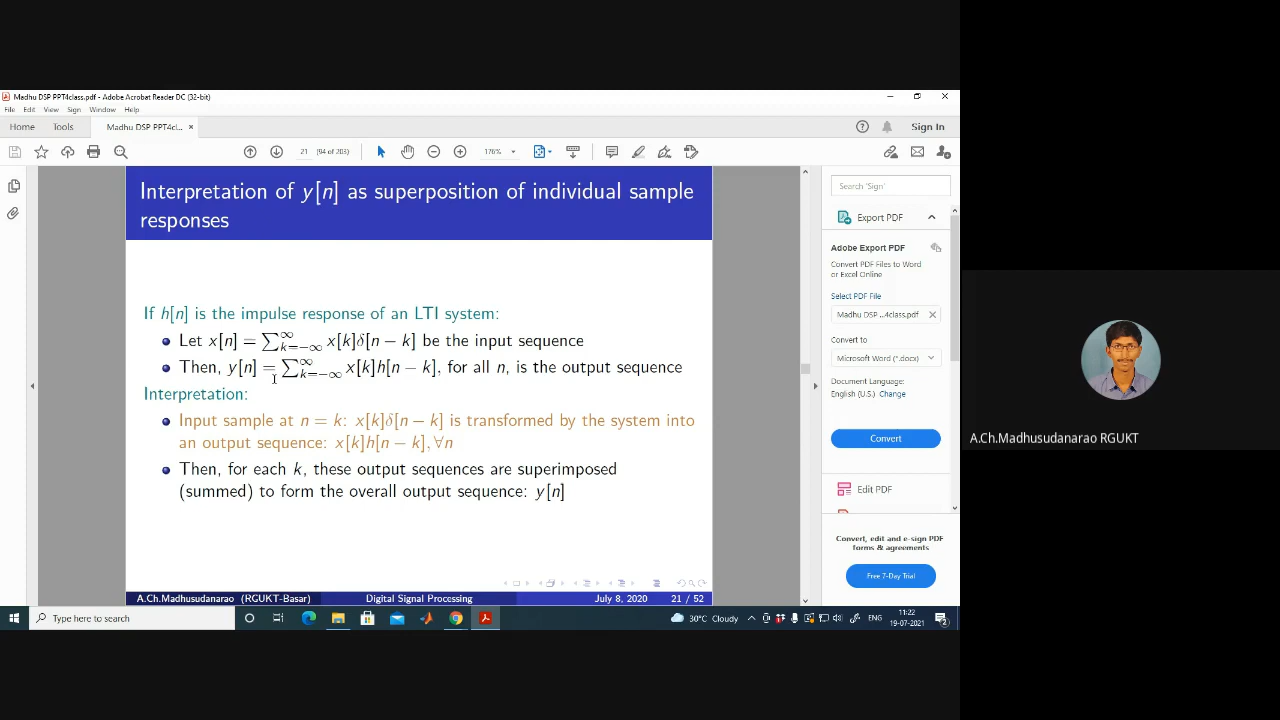 Madhu DSP PPT4class.pdf - Adobe Acrobat Reader DC (32-bit)
File Edit View Sign Window Help
Home Tools Madhu DSP PPT4cl... × Sign In
21 (94 of 203) 176%
Interpretation of y[n] as superposition of individual sample
responses
If h[n] is the impulse response of an LTI system:
Let x[n] = ∑_{k=−∞}^{∞} x[k]δ[n − k] be the input sequence
Then, y[n] = ∑_{k=−∞}^{∞} x[k]h[n − k], for all n, is the output sequence
Interpretation:
Input sample at n = k: x[k]δ[n − k] is transformed by the system into
an output sequence: x[k]h[n − k], ∀n
Then, for each k, these output sequences are superimposed
(summed) to form the overall output sequence: y[n]
A.Ch.Madhusudanarao (RGUKT-Basar) Digital Signal Processing July 8, 2020 21 / 52
Search 'Sign'
Export PDF
Adobe Export PDF
Convert PDF Files to Word
or Excel Online
Select PDF File
Madhu DSP ...4class.pdf ×
Convert to
Microsoft Word (*.docx)
Document Language:
English (U.S.) Change
Convert
Edit PDF
Convert, edit and e-sign PDF
forms & agreements
Free 7-Day Trial
Type here to search
30°C Cloudy
ENG
11:22
19-07-2021
2
A.Ch.Madhusudanarao RGUKT